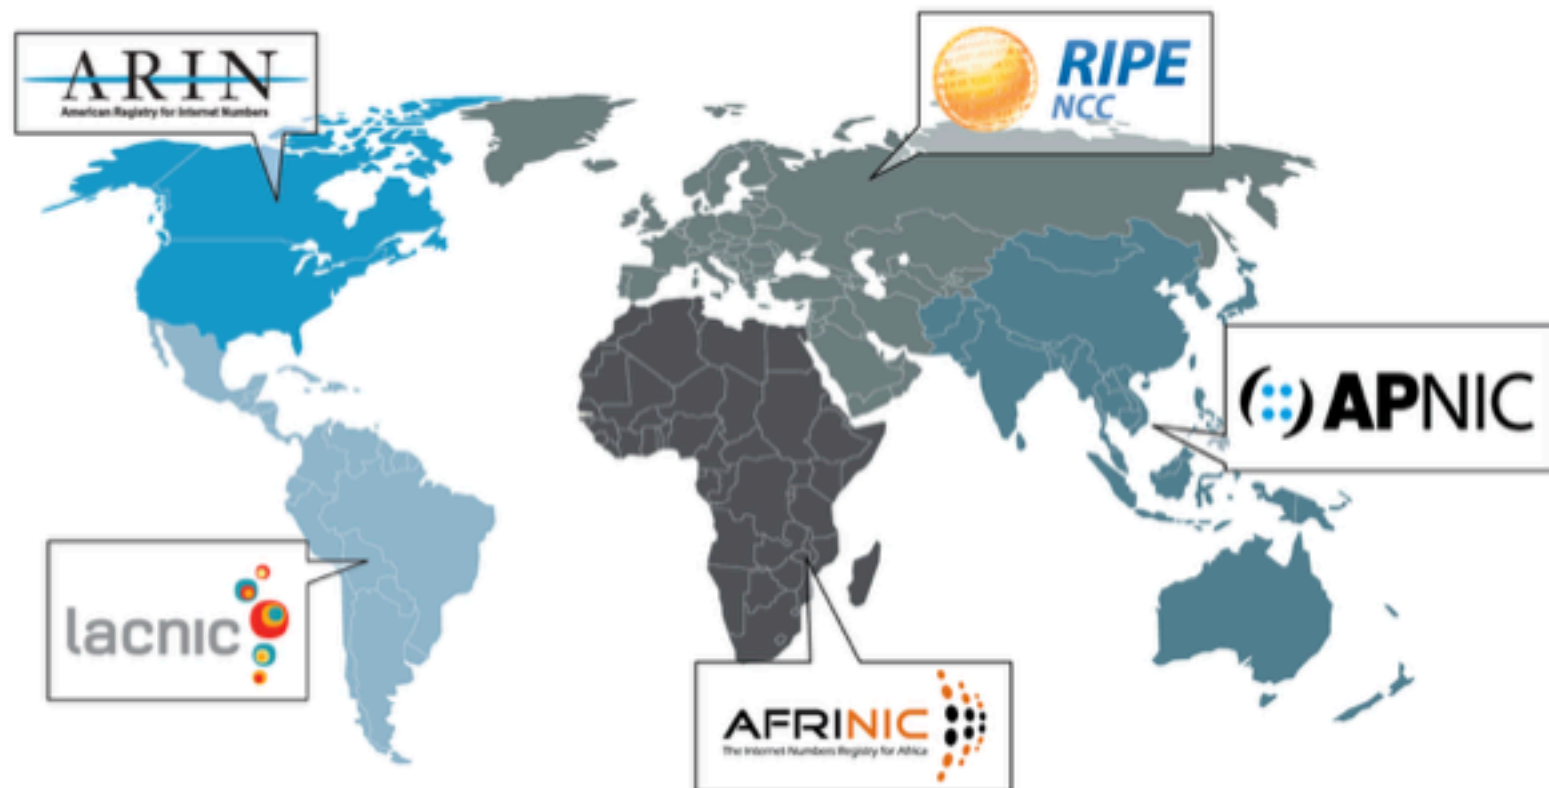 ARIN
American Registry for Internet Numbers
RIPE
NCC
APNIC
lacnic
AFRINIC
The Internet Numbers Registry for Africa